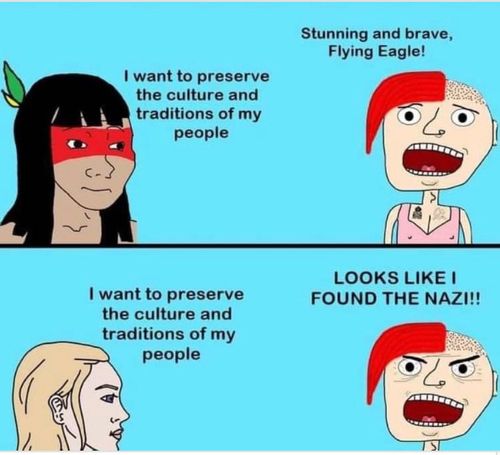 Stunning and brave,
Flying Eagle!
I want to preserve
the culture and
traditions of my
people
LOOKS LIKE I
FOUND THE NAZI!!
I want to preserve
the culture and
traditions of my
people